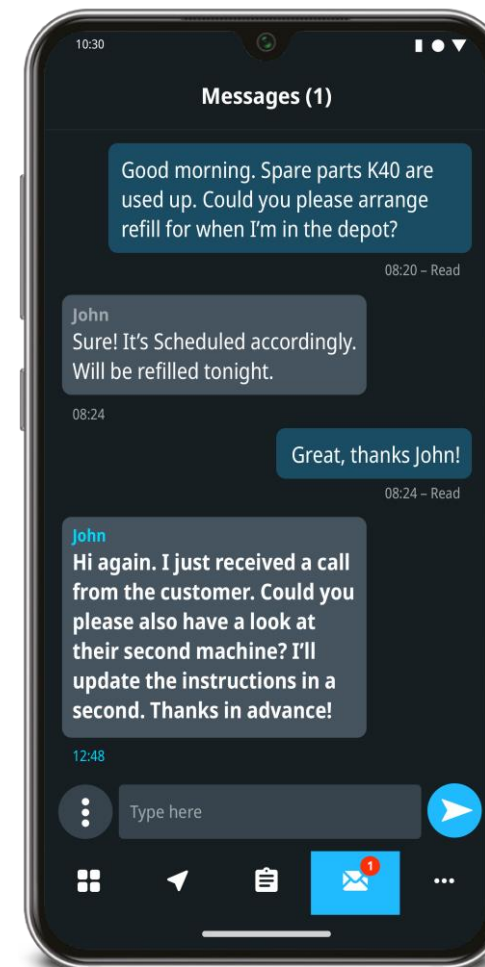 10:30
Messages (1)
Good morning. Spare parts K40 are
used up. Could you please arrange
refill for when I'm in the depot?
08:20 – Read
John
Sure! It's Scheduled accordingly.
Will be refilled tonight.
08:24
Great, thanks John!
08:24 – Read
John
Hi again. I just received a call
from the customer. Could you
please also have a look at
their second machine? I'll
update the instructions in a
second. Thanks in advance!
12:48
Type here
1